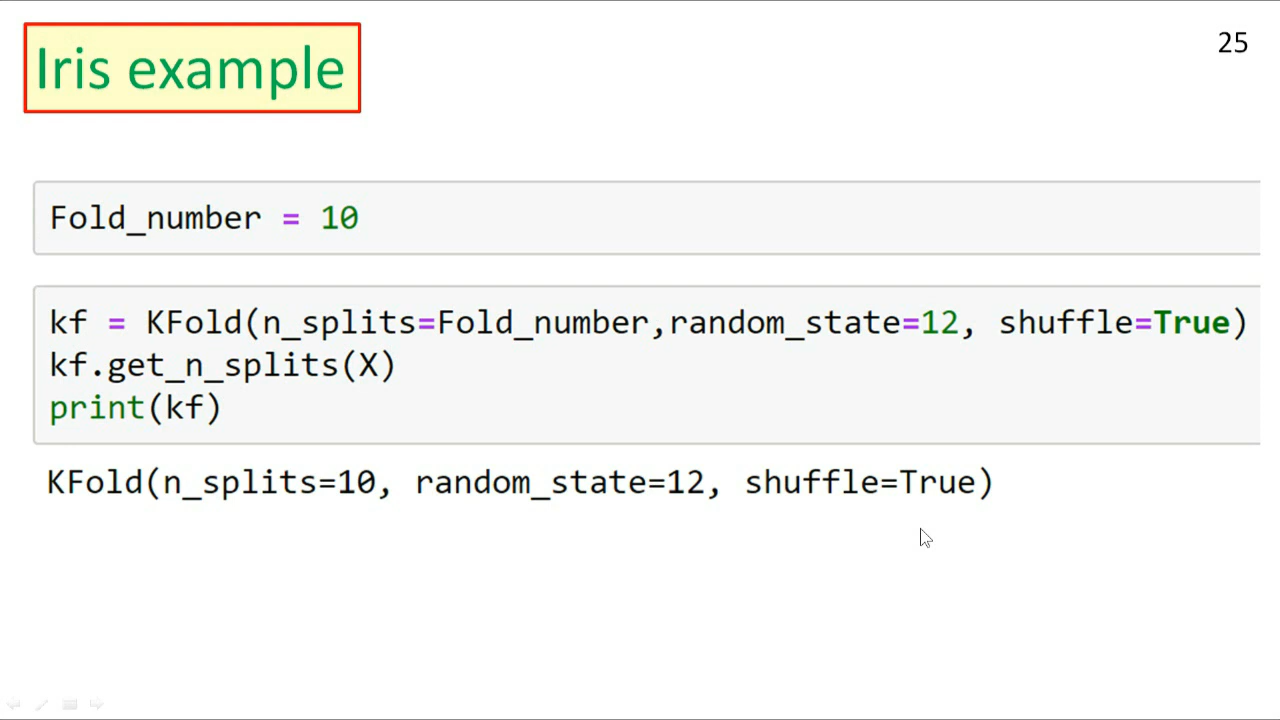 Iris example
25
Fold_number = 10
kf = KFold(n_splits=Fold_number,random_state=12, shuffle=True)
kf.get_n_splits(X)
print(kf)
KFold(n_splits=10, random_state=12, shuffle=True)